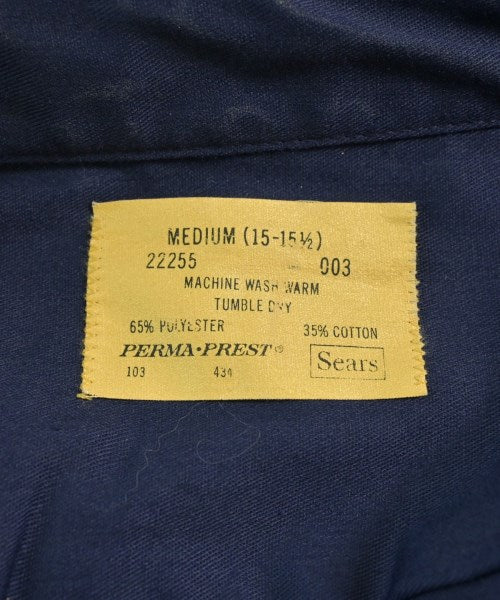 MEDIUM (15-15½)
22255 003
MACHINE WASH WARM
TUMBLE DRY
65% POLYESTER 35% COTTON
PERMA•PREST® Sears
103 434